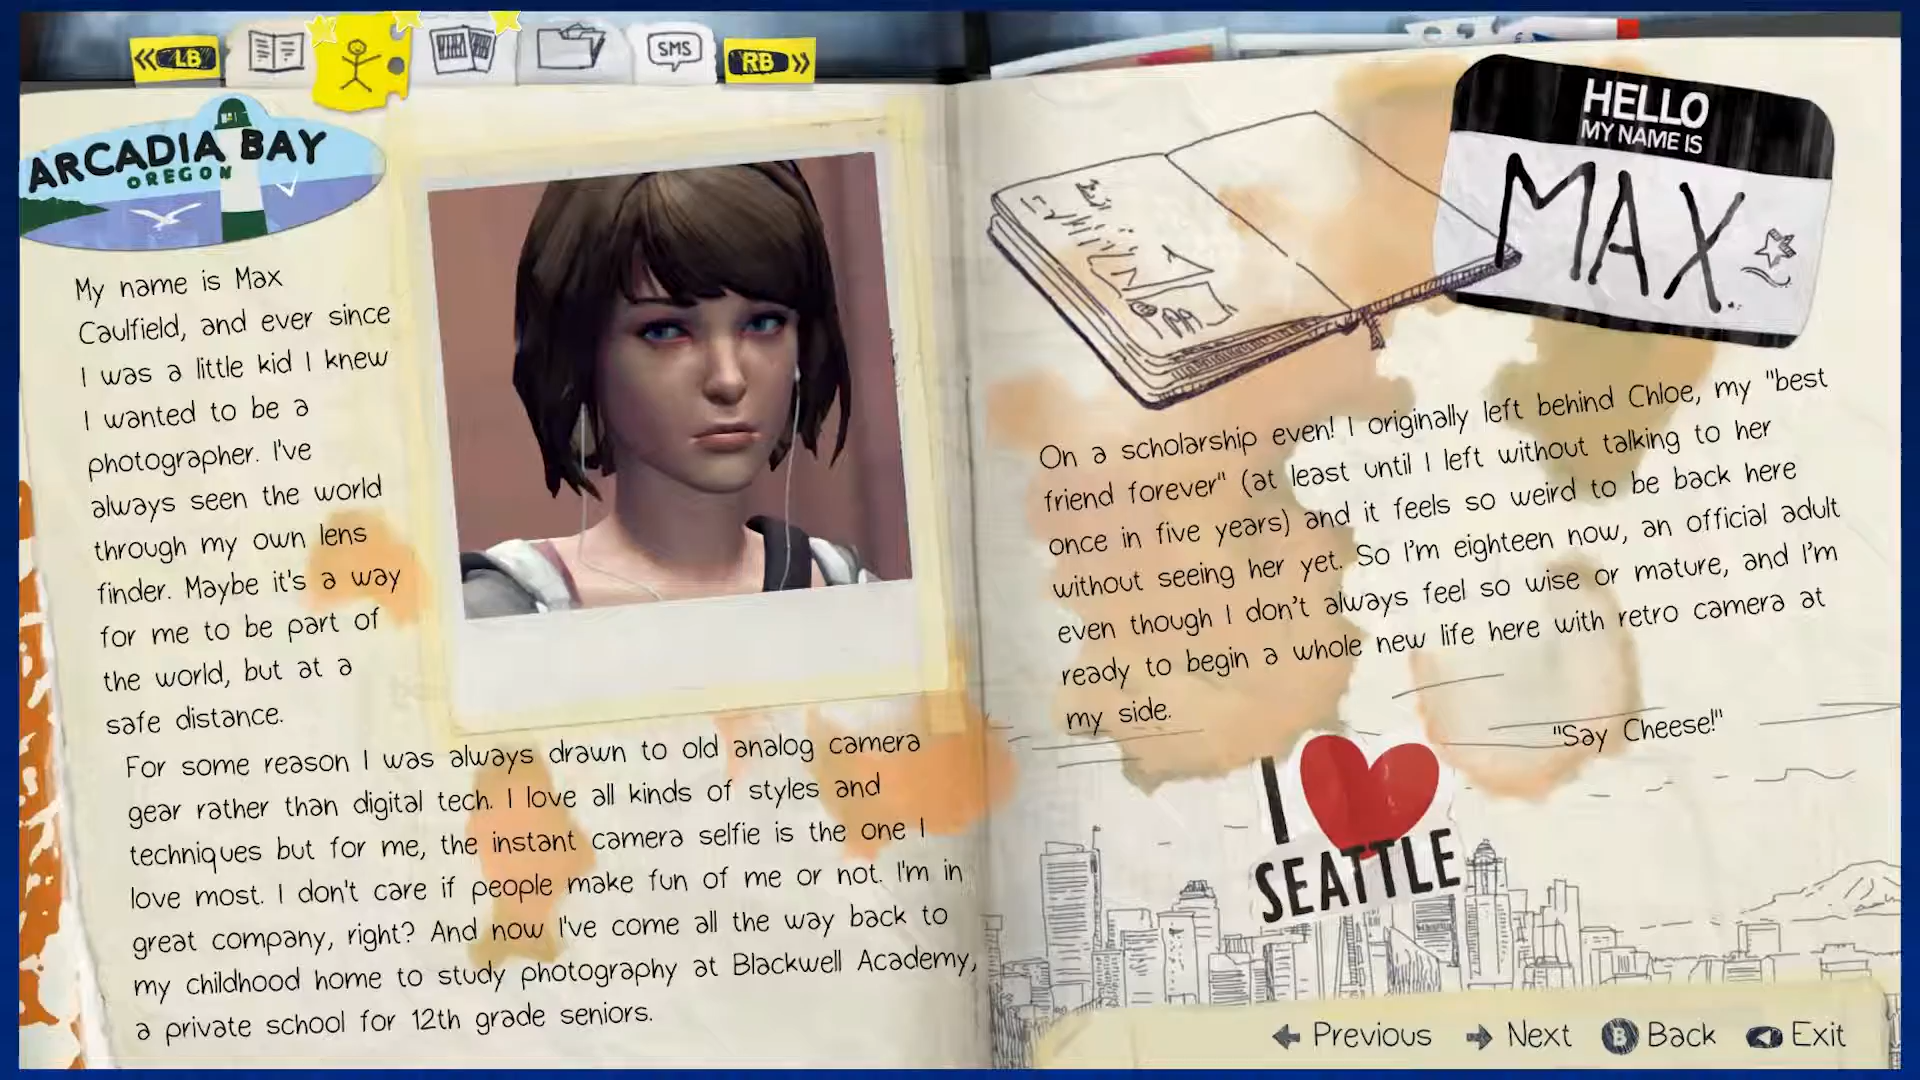 LB
SMS
RB
ARCADIA BAY
OREGON
My name is Max
Caulfield, and ever since
I was a little kid I knew
I wanted to be a
photographer. I've
always seen the world
through my own lens
finder. Maybe it's a way
for me to be part of
the world, but at a
safe distance.
For some reason I was always drawn to old analog camera
gear rather than digital tech. I love all kinds of styles and
techniques but for me, the instant camera selfie is the one I
love most. I don't care if people make fun of me or not. I'm in
great company, right? And now I've come all the way back to
my childhood home to study photography at Blackwell Academy,
a private school for 12th grade seniors.
HELLO
MY NAME IS
MAX
On a scholarship even! I originally left behind Chloe, my "best
friend forever" (at least until I left without talking to her
once in five years) and it feels so weird to be back here
without seeing her yet. So I'm eighteen now, an official adult
even though I don't always feel so wise or mature, and I'm
ready to begin a whole new life here with retro camera at
my side.
"Say Cheese!"
I
SEATTLE
Previous
Next
B Back
Exit